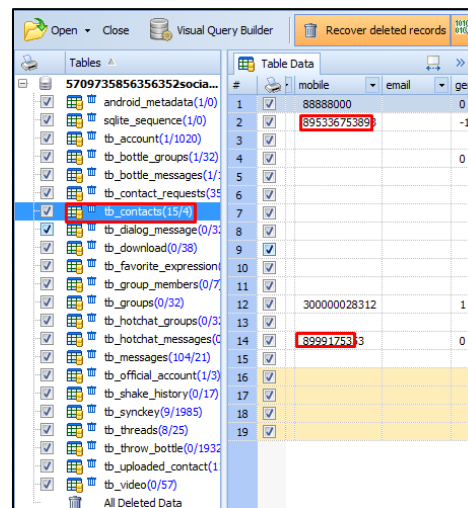 Open Close Visual Query Builder Recover deleted records
Tables Table Data
5709735856356352socia...
android_metadata(1/0)
sqlite_sequence(1/0)
tb_account(1/1020)
tb_bottle_groups(1/32)
tb_bottle_messages(1/
tb_contact_requests(35
tb_contacts(15/4)
tb_dialog_message(0/3
tb_download(0/38)
tb_favorite_expression(
tb_group_members(0/7
tb_groups(0/32)
tb_hotchat_groups(0/3
tb_hotchat_messages(0
tb_messages(104/21)
tb_official_account(1/3)
tb_shake_history(0/17)
tb_synckey(9/1985)
tb_threads(8/25)
tb_throw_bottle(0/1932
tb_uploaded_contact(1
tb_video(0/57)
All Deleted Data
# mobile email ge
1 88888000 0
2 895336753898 -1
3
4 0
5
6
7
8
9
10
11
12 300000028312 1
13
14 8999175353 0
15
16
17
18
19